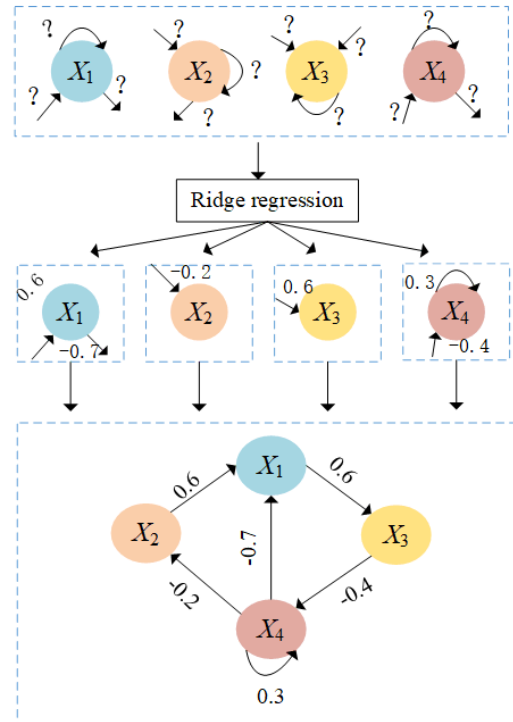 ? ? ? ?
X1 ? X2 ? X3 X4
? ? ? ? ? ?
Ridge regression
0.6 -0.2 0.6 0.3
X1 X2 X3 X4
-0.7 -0.4
X1
0.6 0.6
X2 -0.7 X3
-0.2 -0.4
X4
0.3